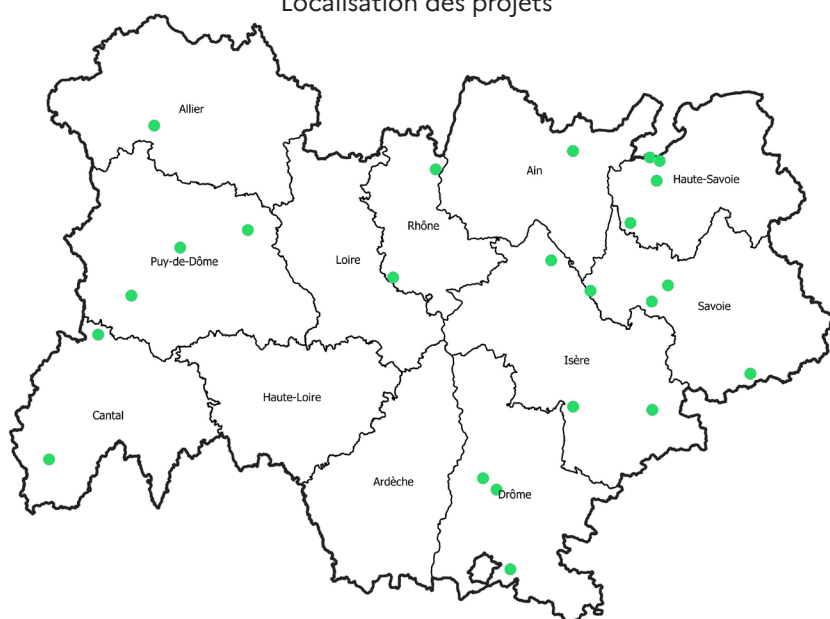 Localisation des projets
Allier
Ain
Haute-Savoie
Rhône
Loire
Puy-de-Dôme
Savoie
Isère
Haute-Loire
Cantal
Ardèche
Drôme